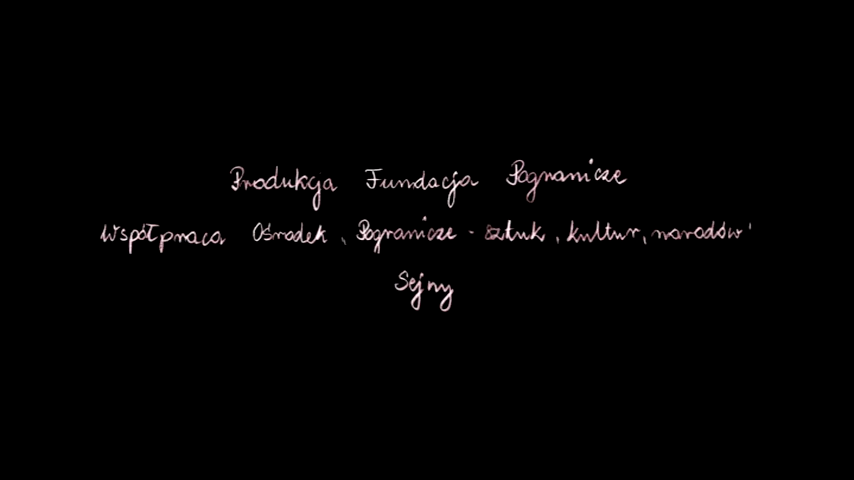 Produkcja Fundacja Pogranicze
Współpraca Ośrodek „Pogranicze - sztuk, kultur, narodów”
Sejny